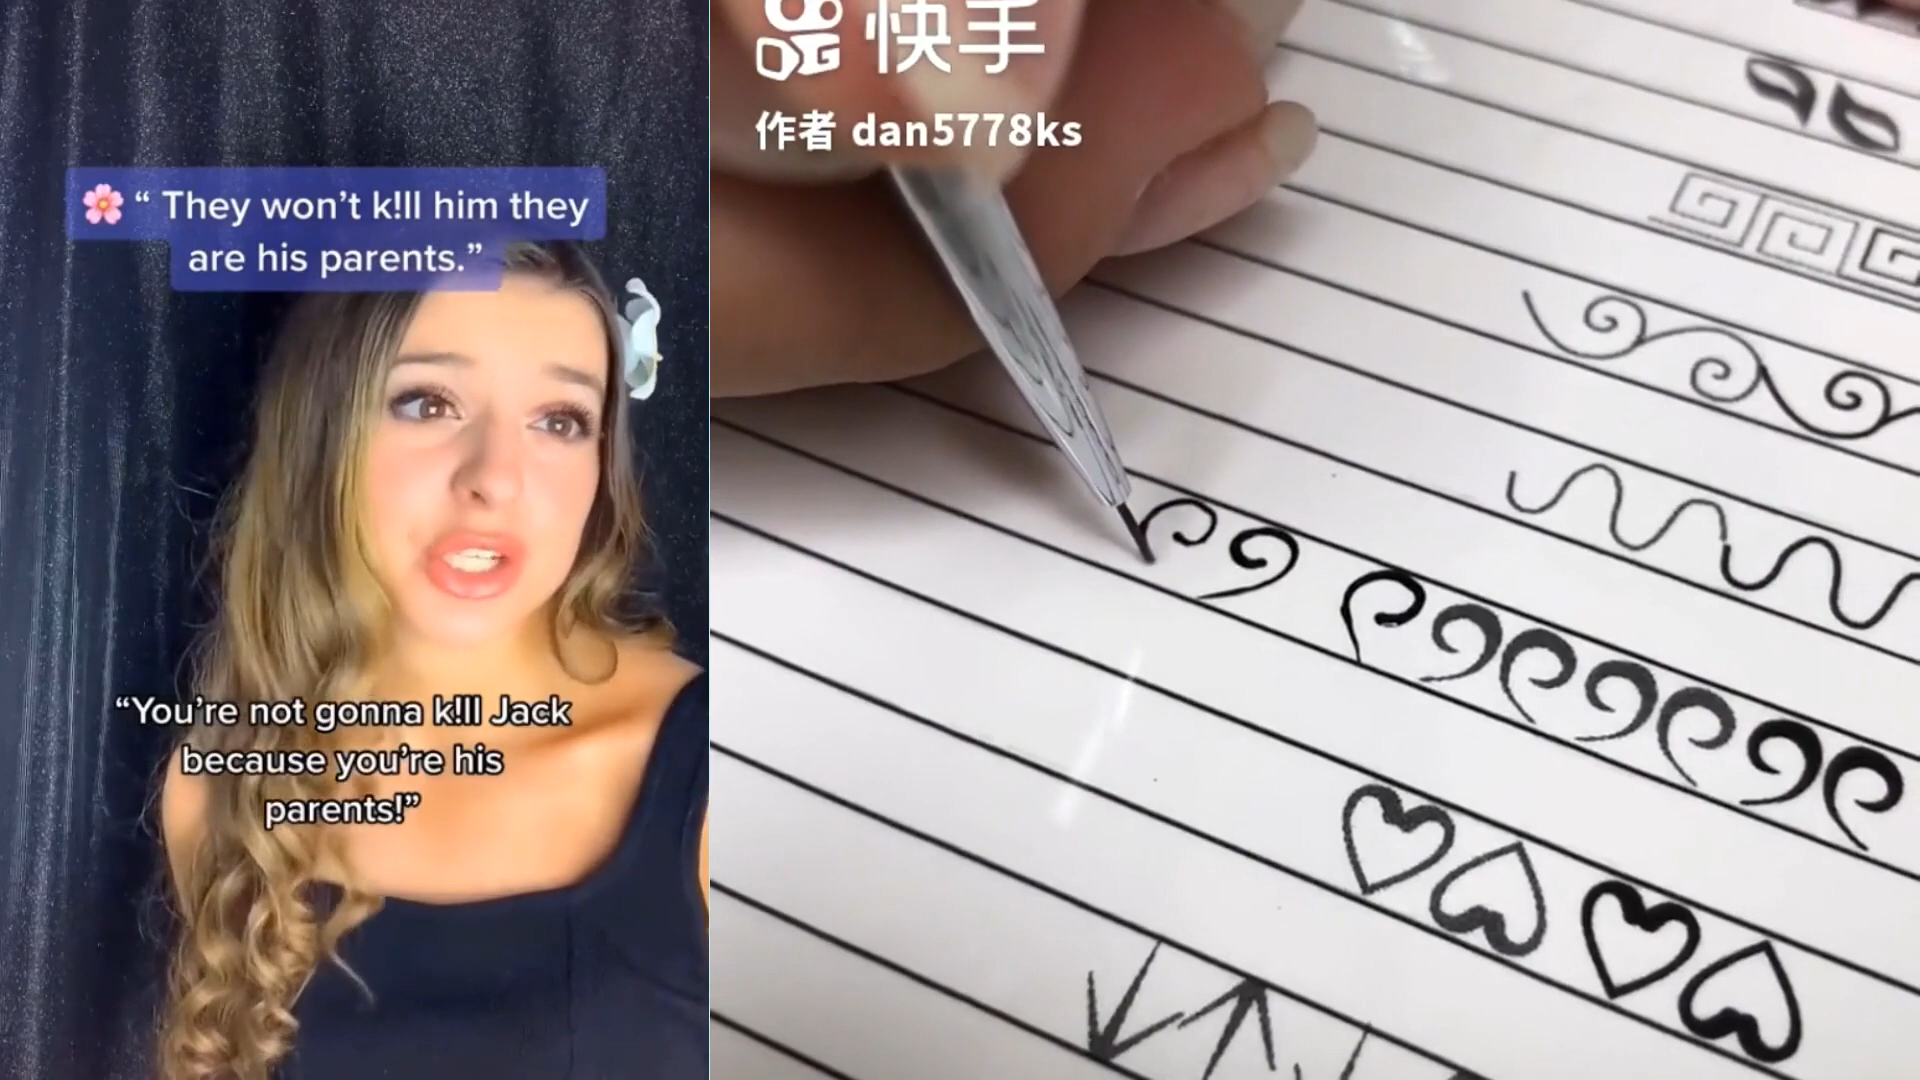 🌸 “ They won’t k!ll him they
are his parents.”
“You’re not gonna k!ll Jack
because you’re his
parents!”
快手
作者 dan5778ks